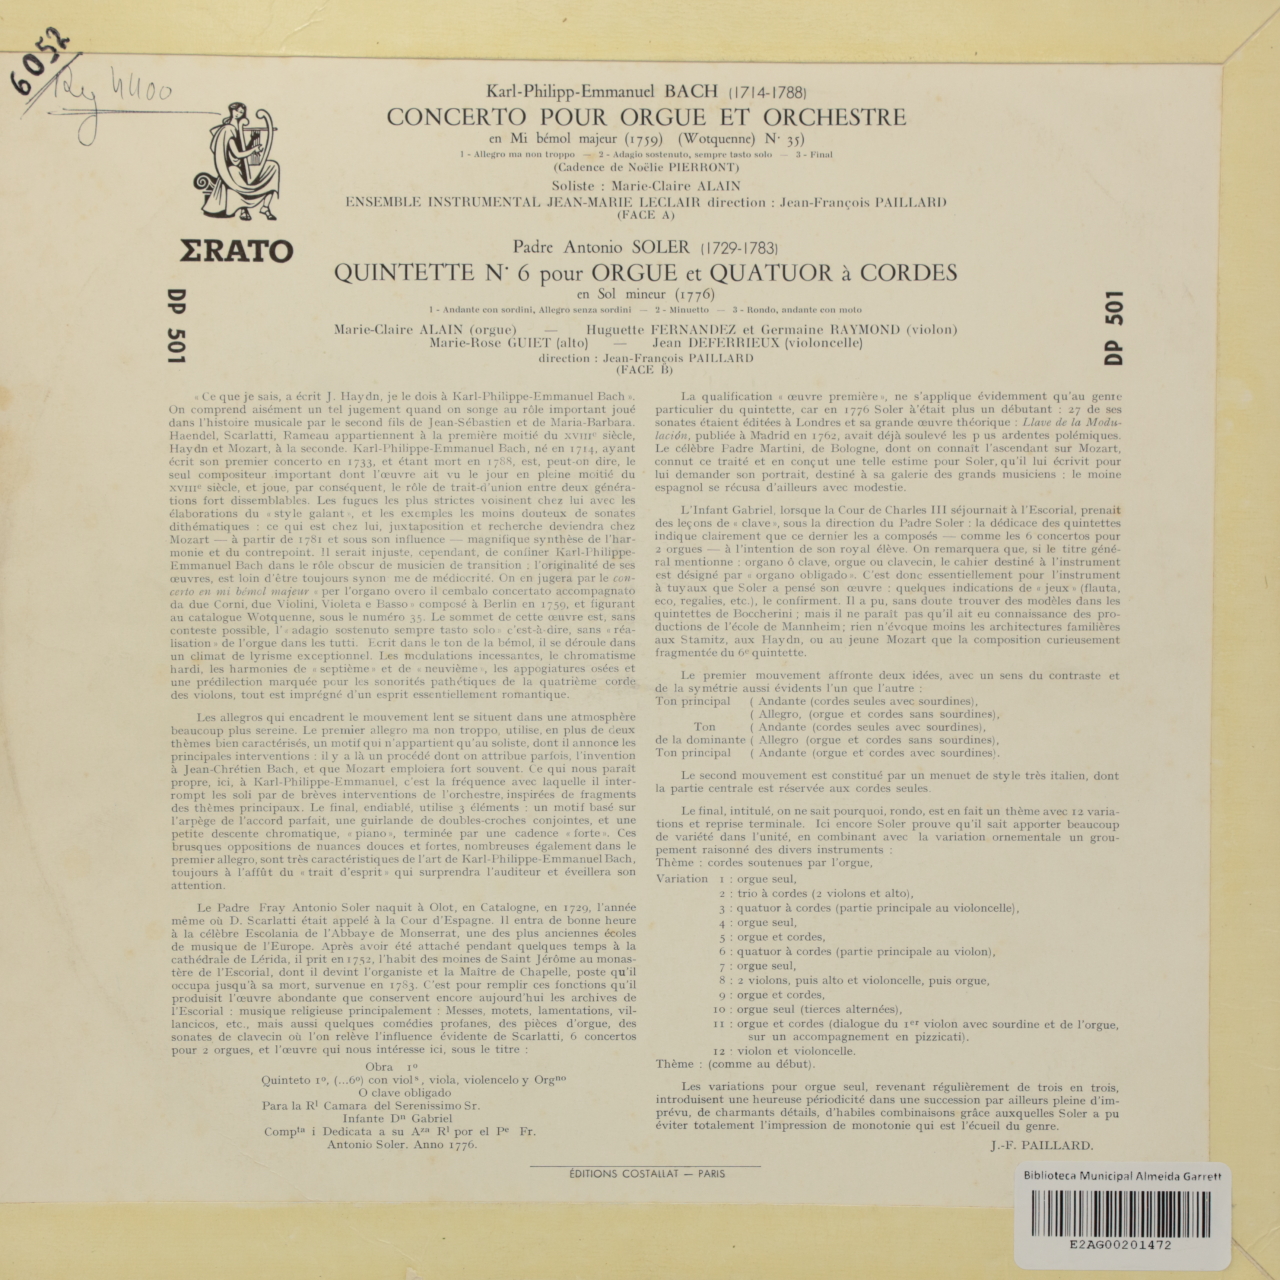 6052
Karl-Philipp-Emmanuel BACH (1714-1788)
CONCERTO POUR ORGUE ET ORCHESTRE
en Mi bémol majeur (1759) (Wotquenne) N° 35)
1 - Allegro ma non troppo — 2 - Adagio sostenuto, sempre tasto solo — 3 - Final
(Cadence de Noëlie PIERRONT)
Soliste : Marie-Claire ALAIN
ENSEMBLE INSTRUMENTAL JEAN-MARIE LECLAIR direction : Jean-François PAILLARD
(FACE A)
ΣRATO
Padre Antonio SOLER (1729-1783)
QUINTETTE N° 6 pour ORGUE et QUATUOR à CORDES
en Sol mineur (1776)
1 - Andante con sordini, Allegro senza sordini — 2 - Minuetto — 3 - Rondo, andante con moto
DP 501
DP 501
Marie-Claire ALAIN (orgue) — Huguette FERNANDEZ et Germaine RAYMOND (violon)
Marie-Rose GUIET (alto) — Jean DEFERRIEUX (violoncelle)
direction : Jean-François PAILLARD
(FACE B)
« Ce que je sais, a écrit J. Haydn, je le dois à Karl-Philippe-Emmanuel Bach ».
On comprend aisément un tel jugement quand on songe au rôle important joué
dans l'histoire musicale par le second fils de Jean-Sébastien et de Maria-Barbara.
Haendel, Scarlatti, Rameau appartiennent à la première moitié du XVIIIe siècle,
Haydn et Mozart, à la seconde. Karl-Philippe-Emmanuel Bach, né en 1714, ayant
écrit son premier concerto en 1733, et étant mort en 1788, est, peut-on dire, le
seul compositeur important dont l'œuvre ait vu le jour en pleine moitié du
XVIIIe siècle, et joue, par conséquent, le rôle de trait-d'union entre deux généra-
tions fort dissemblables. Les fugues les plus strictes voisinent chez lui avec les
élaborations du « style galant », et les exemples les moins douteux de sonates
dithématiques : ce qui est chez lui, juxtaposition et recherche deviendra chez
Mozart — à partir de 1781 et sous son influence — magnifique synthèse de l'har-
monie et du contrepoint. Il serait injuste, cependant, de confiner Karl-Philippe-
Emmanuel Bach dans le rôle obscur de musicien de transition ; l'originalité de ses
œuvres, est loin d'être toujours synon me de médiocrité. On en jugera par le con-
certo en mi bémol majeur « per l'organo overo il cembalo concertato accompagnato
da due Corni, due Violini, Violeta e Basso » composé à Berlin en 1759, et figurant
au catalogue Wotquenne, sous le numéro 35. Le sommet de cette œuvre est, sans
conteste possible, l'« adagio sostenuto sempre tasto solo » c'est-à-dire, sans « réa-
lisation » de l'orgue dans les tutti. Ecrit dans le ton de la bémol, il se déroule dans
un climat de lyrisme exceptionnel. Les modulations incessantes, le chromatisme
hardi, les harmonies de « septième » et de « neuvième », les appogiatures osées et
une prédilection marquée pour les sonorités pathétiques de la quatrième corde
des violons, tout est imprégné d'un esprit essentiellement romantique.
Les allegros qui encadrent le mouvement lent se situent dans une atmosphère
beaucoup plus sereine. Le premier allegro ma non troppo, utilise, en plus de deux
thèmes bien caractérisés, un motif qui n'appartient qu'au soliste, dont il annonce les
principales interventions : il y a là un procédé dont on attribue parfois, l'invention
à Jean-Chrétien Bach, et que Mozart emploiera fort souvent. Ce qui nous paraît
propre, ici, à Karl-Philippe-Emmanuel, c'est la fréquence avec laquelle il inter-
rompt les soli par de brèves interventions de l'orchestre, inspirées de fragments
des thèmes principaux. Le final, endiablé, utilise 3 éléments : un motif basé sur
l'arpège de l'accord parfait, une guirlande de doubles-croches conjointes, et une
petite descente chromatique, « piano », terminée par une cadence « forte ». Ces
brusques oppositions de nuances douces et fortes, nombreuses également dans le
premier allegro, sont très caractéristiques de l'art de Karl-Philippe-Emmanuel Bach,
toujours à l'affût du « trait d'esprit » qui surprendra l'auditeur et éveillera son
attention.
Le Padre Fray Antonio Soler naquit à Olot, en Catalogne, en 1729, l'année
même où D. Scarlatti était appelé à la Cour d'Espagne. Il entra de bonne heure
à la célèbre Escolania de l'Abbaye de Monserrat, une des plus anciennes écoles
de musique de l'Europe. Après avoir été attaché pendant quelques temps à la
cathédrale de Lérida, il prit en 1752, l'habit des moines de Saint Jérôme au monas-
tère de l'Escorial, dont il devint l'organiste et la Maître de Chapelle, poste qu'il
occupa jusqu'à sa mort, survenue en 1783. C'est pour remplir ces fonctions qu'il
produisit l'œuvre abondante que conservent encore aujourd'hui les archives de
l'Escorial : musique religieuse principalement : Messes, motets, lamentations, vil-
lancicos, etc., mais aussi quelques comédies profanes, des pièces d'orgue, des
sonates de clavecin où l'on relève l'influence évidente de Scarlatti, 6 concertos
pour 2 orgues, et l'œuvre qui nous intéresse ici, sous le titre :
Obra 1º
Quinteto 1º, (...6º) con viols, viola, violencelo y Orgno
O clave obligado
Para la Rl Camara del Serenissimo Sr.
Infante Dn Gabriel
Compta i Dedicata a su Aza Rl por el Pe Fr.
Antonio Soler. Anno 1776.
La qualification « œuvre première », ne s'applique évidemment qu'au genre
particulier du quintette, car en 1776 Soler à'était plus un débutant : 27 de ses
sonates étaient éditées à Londres et sa grande œuvre théorique : Llave de la Modu-
lación, publiée à Madrid en 1762, avait déjà soulevé les p us ardentes polémiques.
Le célèbre Padre Martini, de Bologne, dont on connaît l'ascendant sur Mozart,
connut ce traité et en conçut une telle estime pour Soler, qu'il lui écrivit pour
lui demander son portrait, destiné à sa galerie des grands musiciens ; le moine
espagnol se récusa d'ailleurs avec modestie.
L'Infant Gabriel, lorsque la Cour de Charles III séjournait à l'Escorial, prenait
des leçons de « clave », sous la direction du Padre Soler : la dédicace des quintettes
indique clairement que ce dernier les a composés — comme les 6 concertos pour
2 orgues — à l'intention de son royal élève. On remarquera que, si le titre géné-
ral mentionne : organo ô clave, orgue ou clavecin, le cahier destiné à l'instrument
est désigné par « organo obligado ». C'est donc essentiellement pour l'instrument
à tuyaux que Soler a pensé son œuvre : quelques indications de « jeux » (flauta,
eco, regalies, etc.), le confirment. Il a pu, sans doute trouver des modèles dans les
quintettes de Boccherini ; mais il ne paraît pas qu'il ait eu connaissance des pro-
ductions de l'école de Mannheim ; rien n'évoque moins les architectures familières
aux Stamitz, aux Haydn, ou au jeune Mozart que la composition curieusement
fragmentée du 6e quintette.
Le premier mouvement affronte deux idées, avec un sens du contraste et
de la symétrie aussi évidents l'un que l'autre :
Ton principal ( Andante (cordes seules avec sourdines),
( Allegro, (orgue et cordes sans sourdines),
Ton ( Andante (cordes seules avec sourdines),
de la dominante ( Allegro (orgue et cordes sans sourdines),
Ton principal ( Andante (orgue et cordes avec sourdines).
Le second mouvement est constitué par un menuet de style très italien, dont
la partie centrale est réservée aux cordes seules.
Le final, intitulé, on ne sait pourquoi, rondo, est en fait un thème avec 12 varia-
tions et reprise terminale. Ici encore Soler prouve qu'il sait apporter beaucoup
de variété dans l'unité, en combinant avec la variation ornementale un grou-
pement raisonné des divers instruments :
Thème : cordes soutenues par l'orgue,
Variation 1 : orgue seul,
2 : trio à cordes (2 violons et alto),
3 : quatuor à cordes (partie principale au violoncelle),
4 : orgue seul,
5 : orgue et cordes,
6 : quatuor à cordes (partie principale au violon),
7 : orgue seul,
8 : 2 violons, puis alto et violoncelle, puis orgue,
9 : orgue et cordes,
10 : orgue seul (tierces alternées),
11 : orgue et cordes (dialogue du 1er violon avec sourdine et de l'orgue,
sur un accompagnement en pizzicati).
12 : violon et violoncelle.
Thème : (comme au début).
Les variations pour orgue seul, revenant régulièrement de trois en trois,
introduisent une heureuse périodicité dans une succession par ailleurs pleine d'im-
prévu, de charmants détails, d'habiles combinaisons grâce auxquelles Soler a pu
éviter totalement l'impression de monotonie qui est l'écueil du genre.
J.-F. PAILLARD.
ÉDITIONS COSTALLAT — PARIS
Biblioteca Municipal Almeida Garrett
E2AG00201472